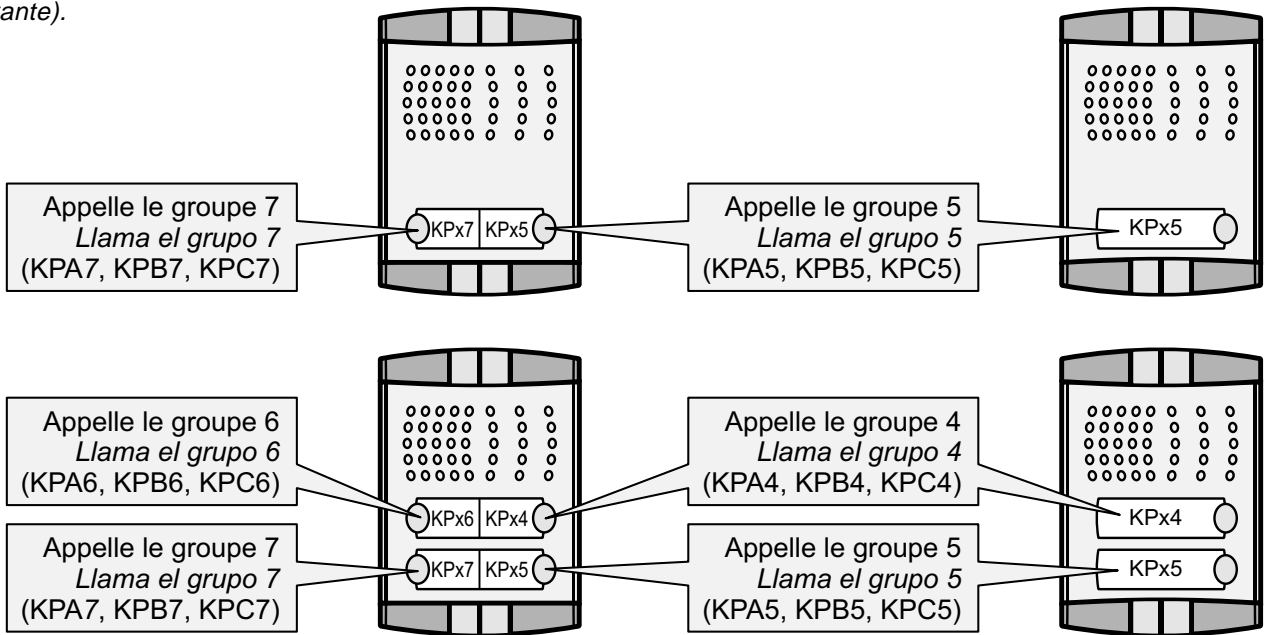 ante).
Appelle le groupe 7
Llama el grupo 7
(KPA7, KPB7, KPC7)
KPx7 KPx5
Appelle le groupe 5
Llama el grupo 5
(KPA5, KPB5, KPC5)
KPx5
Appelle le groupe 6
Llama el grupo 6
(KPA6, KPB6, KPC6)
KPx6 KPx4
Appelle le groupe 4
Llama el grupo 4
(KPA4, KPB4, KPC4)
KPx4
Appelle le groupe 7
Llama el grupo 7
(KPA7, KPB7, KPC7)
KPx7 KPx5
Appelle le groupe 5
Llama el grupo 5
(KPA5, KPB5, KPC5)
KPx5